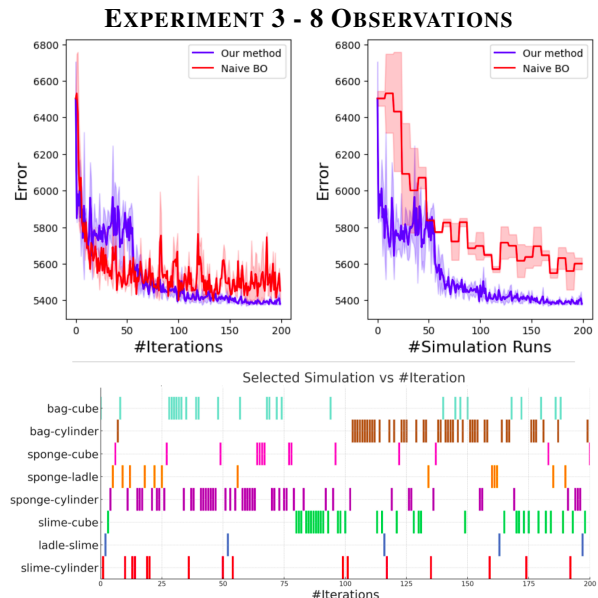 EXPERIMENT 3 - 8 OBSERVATIONS
6800
6600
6400
6200
6000
5800
5600
5400
Error
Our method
Naive BO
0 50 100 150 200
#Iterations
6800
6600
6400
6200
6000
5800
5600
5400
Error
Our method
Naive BO
0 50 100 150 200
#Simulation Runs
Selected Simulation vs #Iteration
bag-cube
bag-cylinder
sponge-cube
sponge-ladle
sponge-cylinder
slime-cube
ladle-slime
slime-cylinder
0 25 50 75 100 125 150 175 200
#Iterations